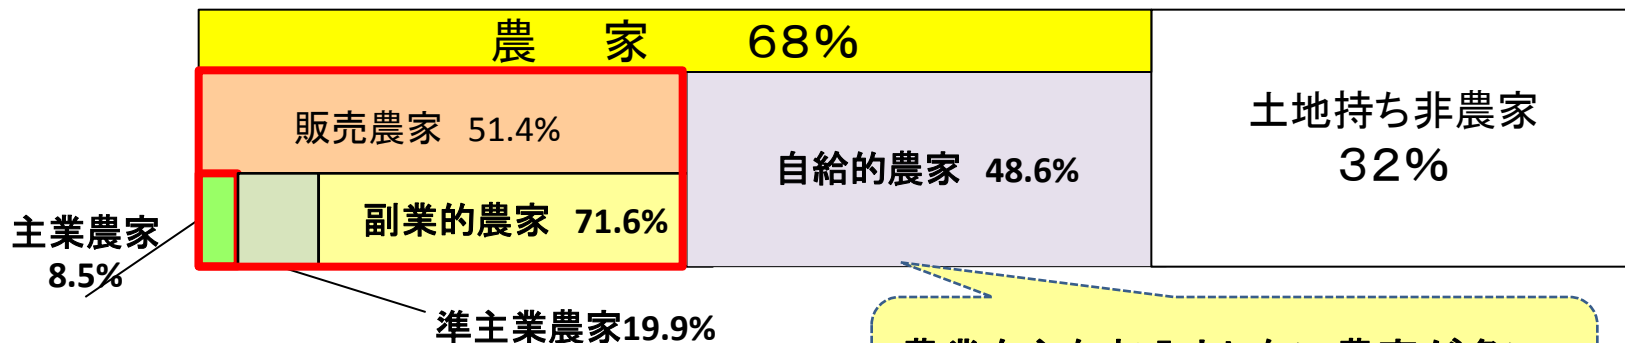 農 家 68%
販売農家 51.4%
自給的農家 48.6%
土地持ち非農家
32%
副業的農家 71.6%
主業農家
8.5%
準主業農家19.9%